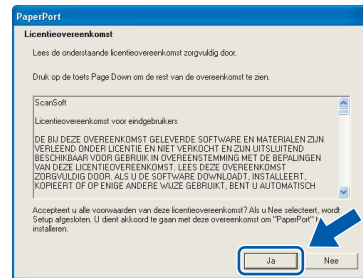 PaperPort
Licentieovereenkomst
Lees de onderstaande licentieovereenkomst zorgvuldig door.
Druk op de toets Page Down om de rest van de overeenkomst te zien.
ScanSoft
Licentieovereenkomst voor eindgebruikers
DE BIJ DEZE OVEREENKOMST GELEVERDE SOFTWARE EN MATERIALEN ZIJN
VERLEEND ONDER LICENTIE EN NIET VERKOCHT EN ZIJN UITSLUITEND
BESCHIKBAAR VOOR GEBRUIK IN OVEREENSTEMMING MET DE BEPALINGEN
VAN DEZE LICENTIEOVEREENKOMST. LEES DEZE OVEREENKOMST
ZORGVULDIG DOOR. ALS U DE SOFTWARE DOWNLOADT, INSTALLEERT,
KOPIEERT OF OP ENIGE ANDERE WIJZE GEBRUIKT, BENT U AUTOMATISCH
Accepteert u alle voorwaarden van deze licentieovereenkomst? Als u Nee selecteert, wordt
Setup afgesloten. U dient akkoord te gaan met deze overeenkomst om "PaperPort" te
installeren.
Ja
Nee